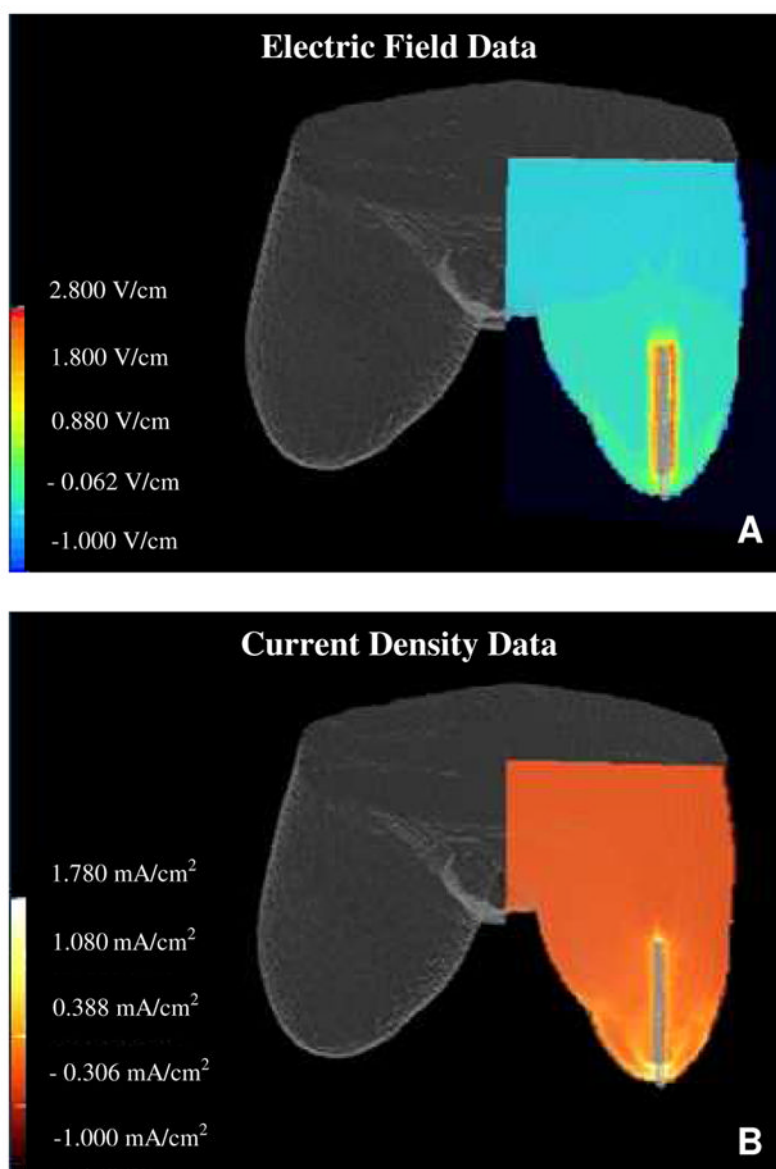 Electric Field Data
2.800 V/cm
1.800 V/cm
0.880 V/cm
- 0.062 V/cm
-1.000 V/cm
A
Current Density Data
1.780 mA/cm²
1.080 mA/cm²
0.388 mA/cm²
- 0.306 mA/cm²
-1.000 mA/cm²
B